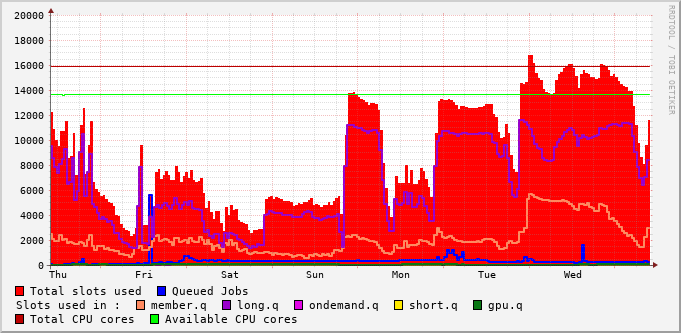 RRDTOOL / TOBI OETIKER
20000
18000
16000
14000
12000
10000
8000
6000
4000
2000
0
Thu Fri Sat Sun Mon Tue Wed
Total slots used Queued Jobs
Slots used in : member.q long.q ondemand.q short.q gpu.q
Total CPU cores Available CPU cores